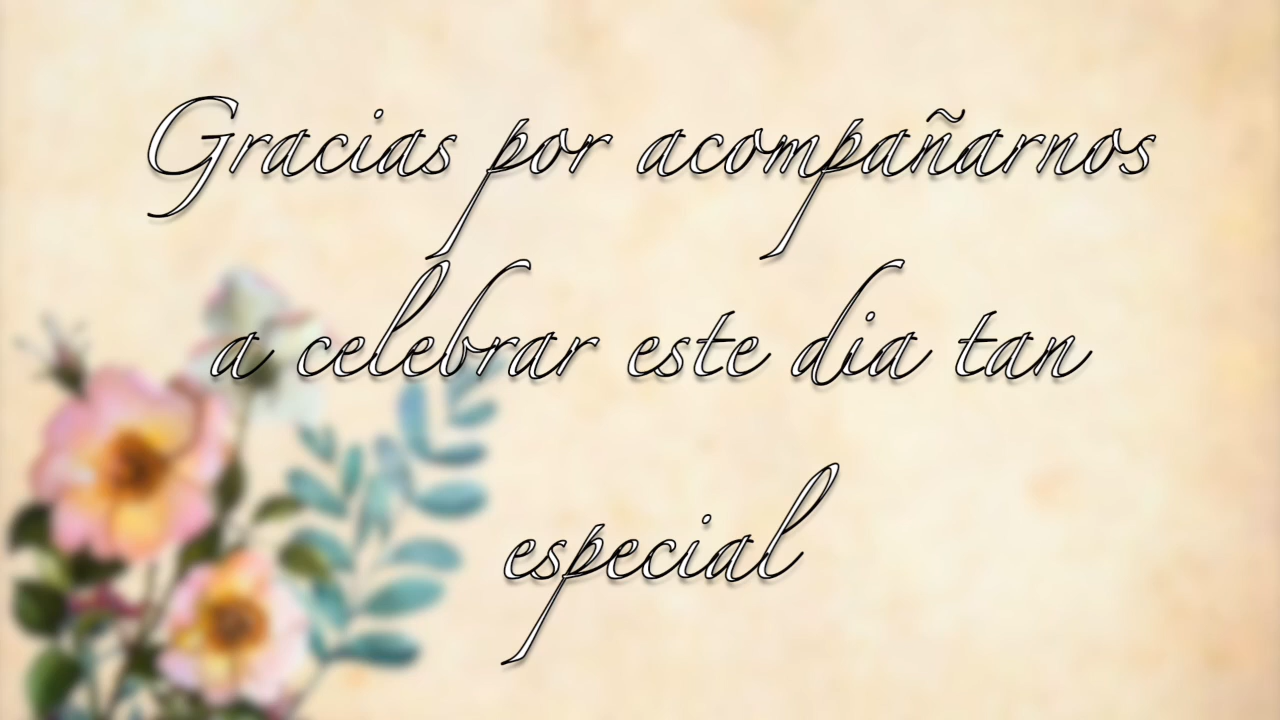 Gracias por acompañarnos
a celebrar este dia tan
especial